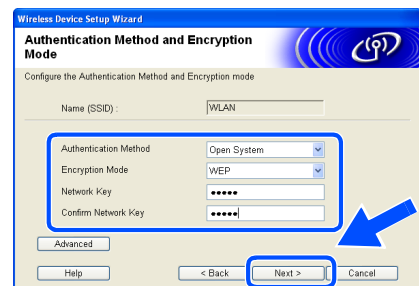 Wireless Device Setup Wizard
Authentication Method and Encryption
Mode
Configure the Authentication Method and Encryption mode
Name (SSID) : WLAN
Authentication Method Open System
Encryption Mode WEP
Network Key •••••
Confirm Network Key •••••
Advanced
Help < Back Next > Cancel